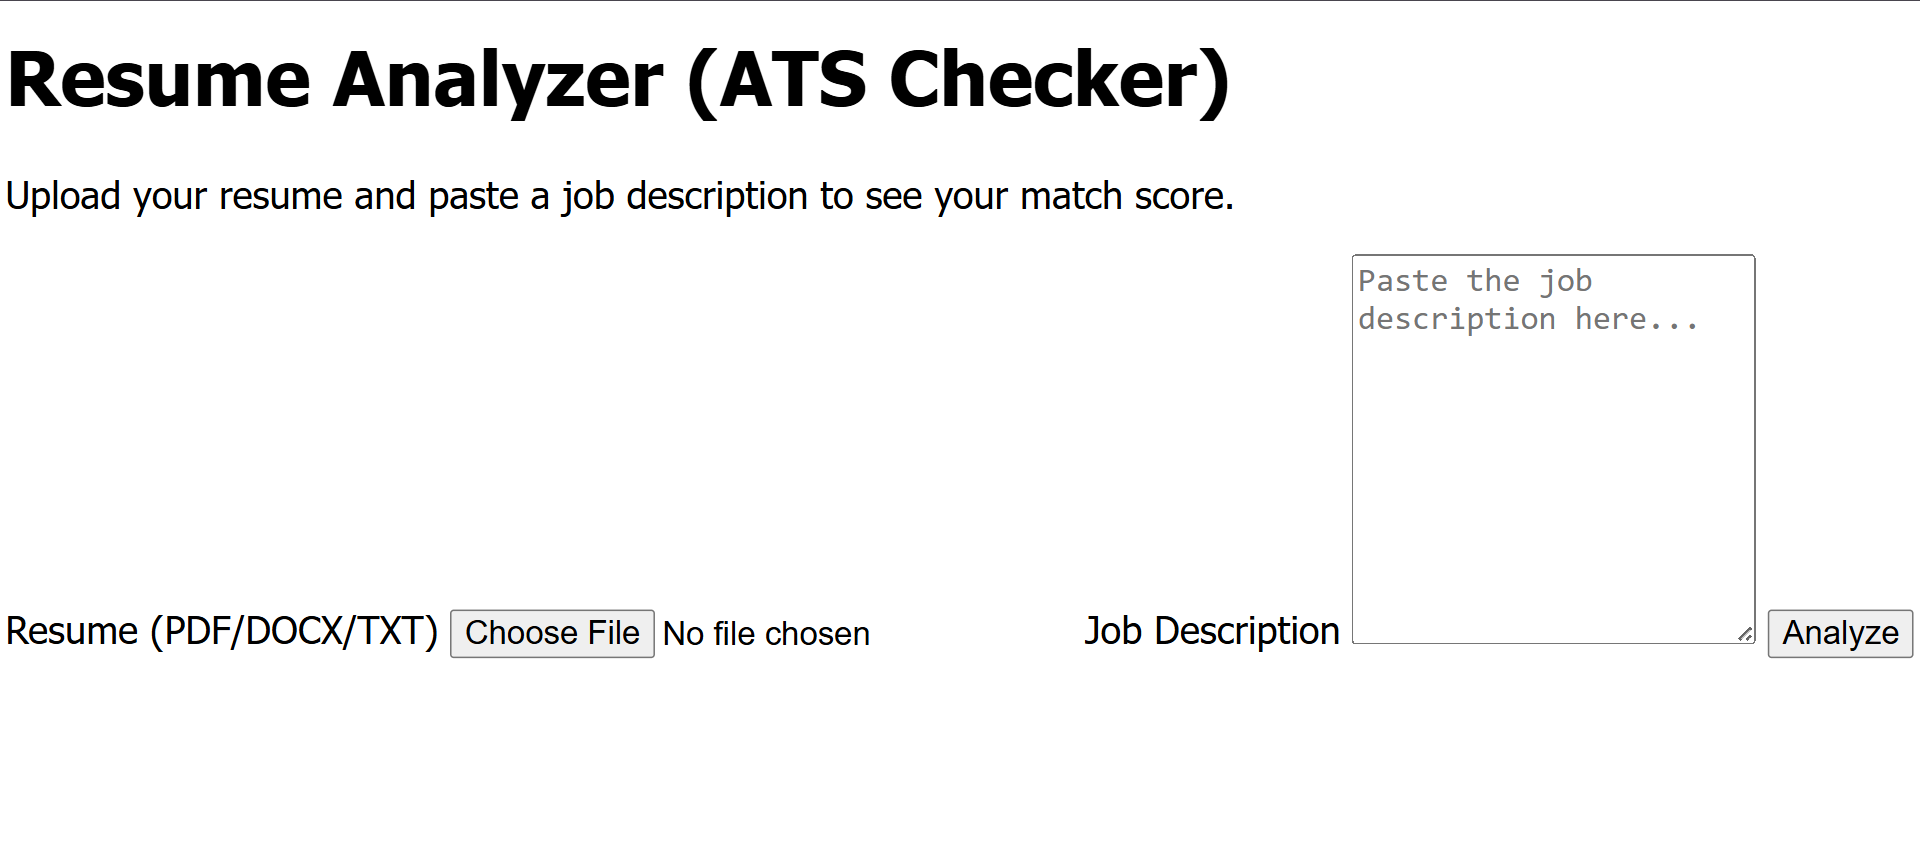 Resume Analyzer (ATS Checker)
Upload your resume and paste a job description to see your match score.
Paste the job
description here...
Resume (PDF/DOCX/TXT) Choose File No file chosen Job Description Analyze